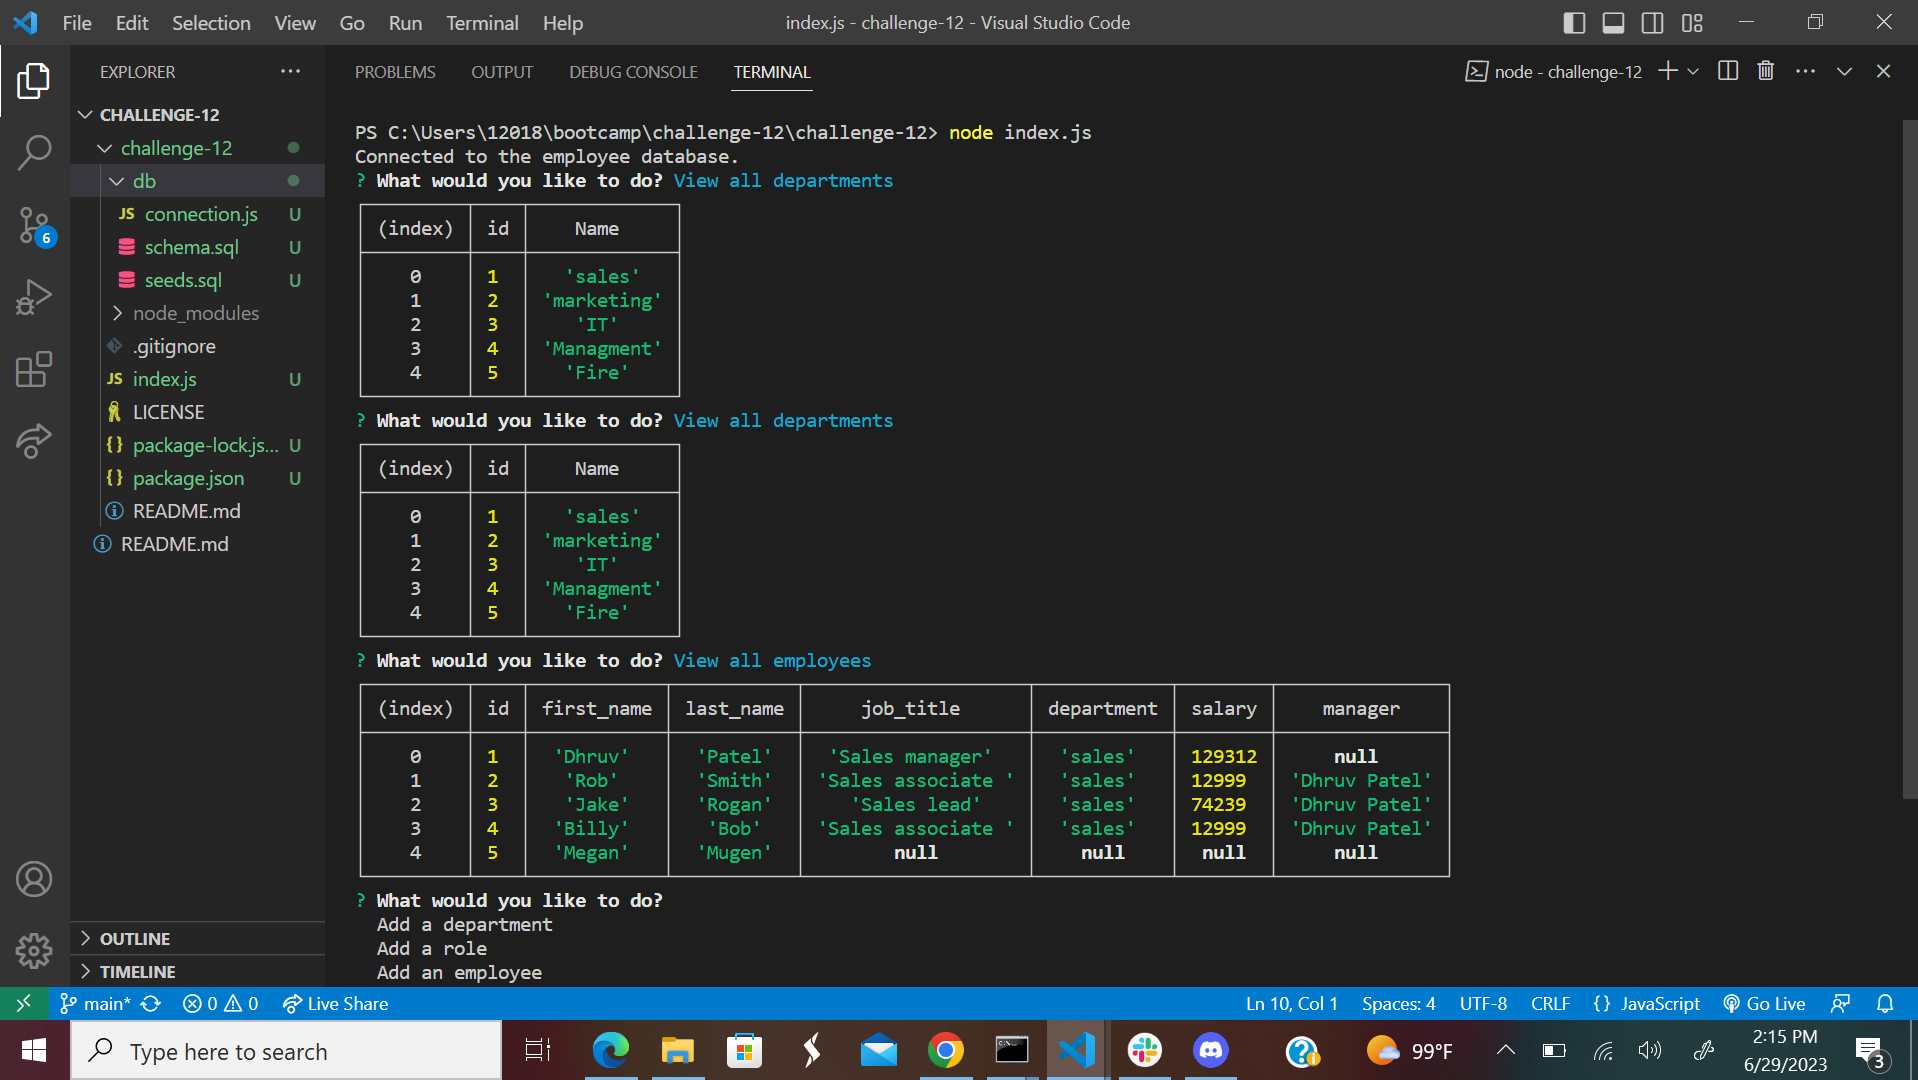 File Edit Selection View Go Run Terminal Help
index.js - challenge-12 - Visual Studio Code
EXPLORER
PROBLEMS OUTPUT DEBUG CONSOLE TERMINAL
node - challenge-12
CHALLENGE-12
challenge-12
db
JS connection.js U
schema.sql U
seeds.sql U
node_modules
.gitignore
JS index.js U
LICENSE
{} package-lock.js... U
{} package.json U
README.md
README.md
6
OUTLINE
TIMELINE
PS C:\Users\12018\bootcamp\challenge-12\challenge-12> node index.js
Connected to the employee database.
? What would you like to do? View all departments
(index) id Name
0 1 'sales'
1 2 'marketing'
2 3 'IT'
3 4 'Managment'
4 5 'Fire'
? What would you like to do? View all departments
(index) id Name
0 1 'sales'
1 2 'marketing'
2 3 'IT'
3 4 'Managment'
4 5 'Fire'
? What would you like to do? View all employees
(index) id first_name last_name job_title department salary manager
0 1 'Dhruv' 'Patel' 'Sales manager' 'sales' 129312 null
1 2 'Rob' 'Smith' 'Sales associate ' 'sales' 12999 'Dhruv Patel'
2 3 'Jake' 'Rogan' 'Sales lead' 'sales' 74239 'Dhruv Patel'
3 4 'Billy' 'Bob' 'Sales associate ' 'sales' 12999 'Dhruv Patel'
4 5 'Megan' 'Mugen' null null null null
? What would you like to do?
Add a department
Add a role
Add an employee
main* 0 0 Live Share
Ln 10, Col 1 Spaces: 4 UTF-8 CRLF {} JavaScript Go Live
Type here to search
99°F
2:15 PM
6/29/2023
3